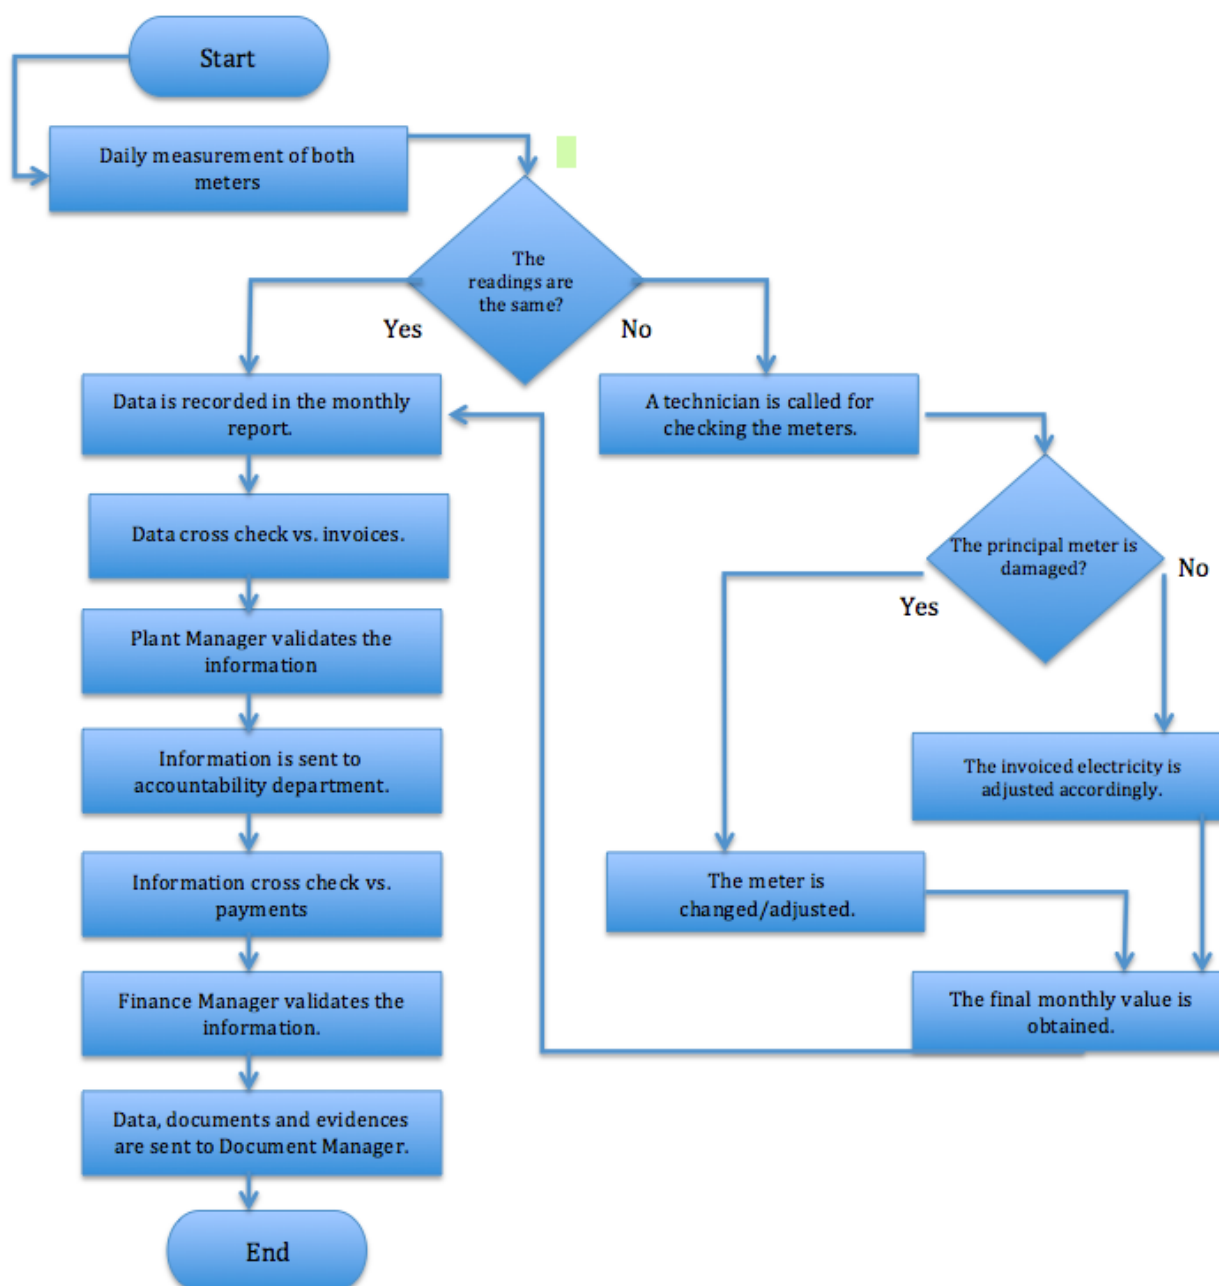 Start
Daily measurement of both
meters
The
readings are
the same?
Yes
No
Data is recorded in the monthly
report.
A technician is called for
checking the meters.
Data cross check vs. invoices.
The principal meter is
damaged?
No
Yes
Plant Manager validates the
information
Information is sent to
accountability department.
The invoiced electricity is
adjusted accordingly.
Information cross check vs.
payments
The meter is
changed/adjusted.
Finance Manager validates the
information.
The final monthly value is
obtained.
Data, documents and evidences
are sent to Document Manager.
End